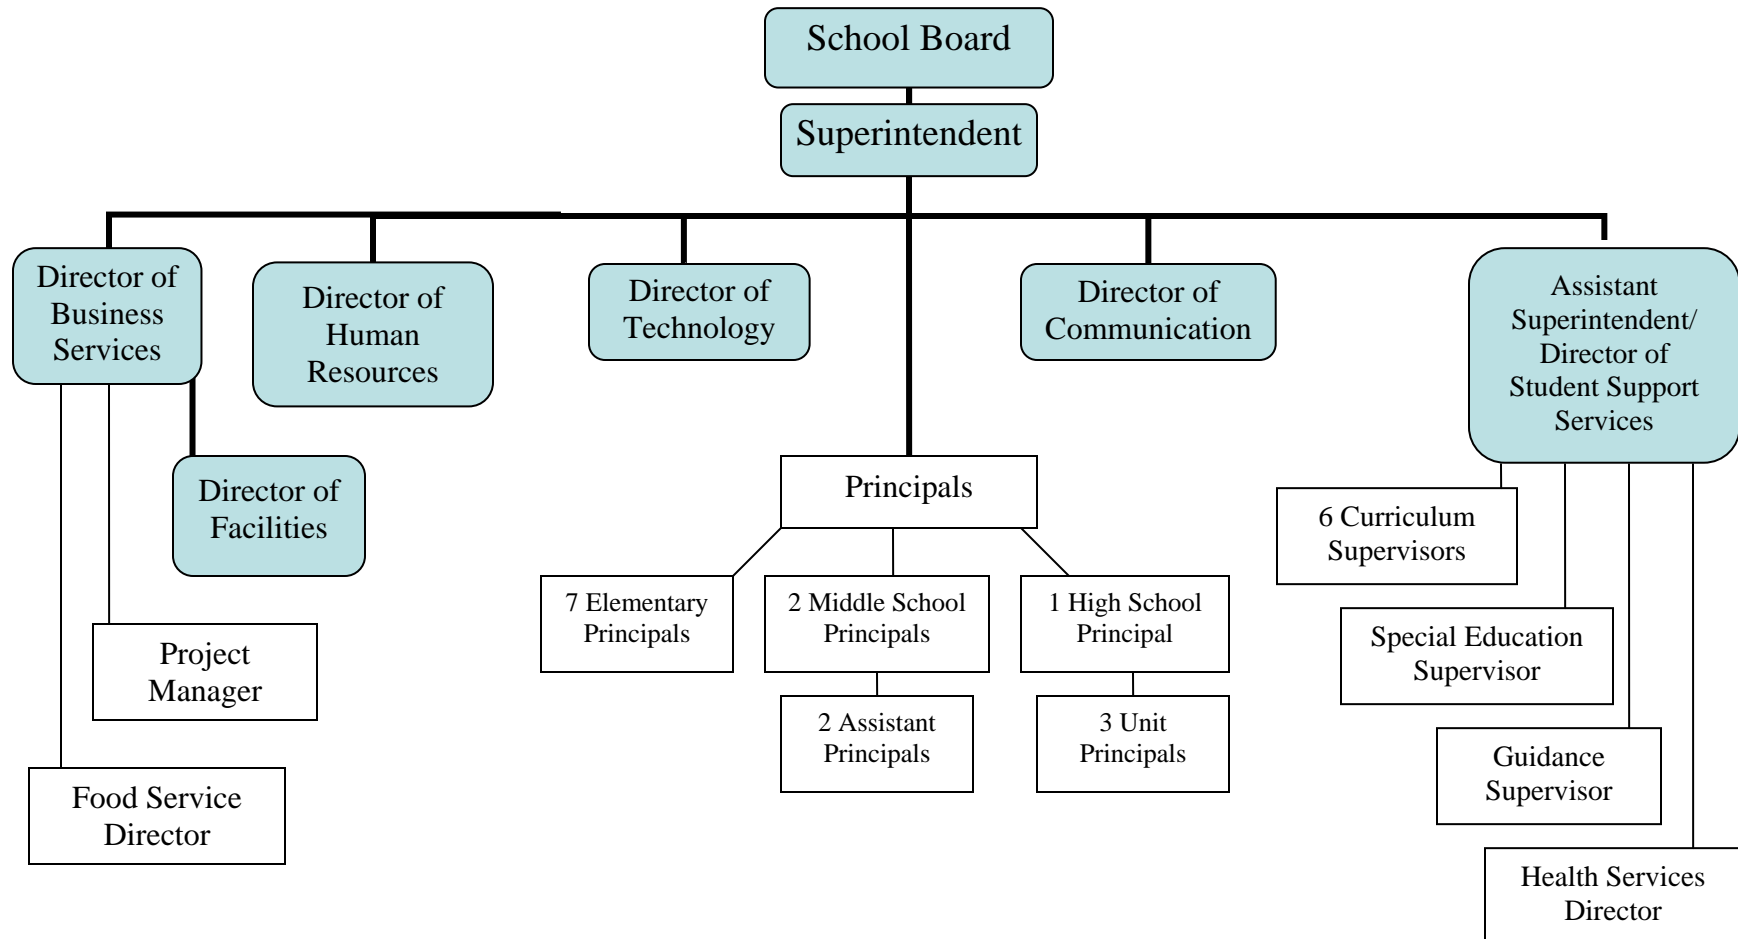 School Board
Superintendent
Director of
Business
Services
Director of
Human
Resources
Director of
Technology
Director of
Communication
Assistant
Superintendent/
Director of
Student Support
Services
Director of
Facilities
Principals
6 Curriculum
Supervisors
7 Elementary
Principals
2 Middle School
Principals
1 High School
Principal
Special Education
Supervisor
Project
Manager
2 Assistant
Principals
3 Unit
Principals
Guidance
Supervisor
Food Service
Director
Health Services
Director